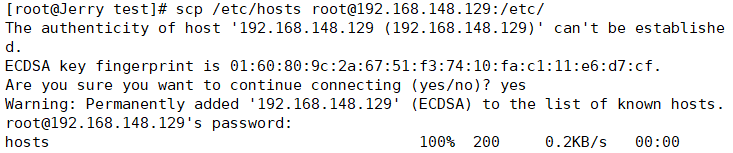 [root@Jerry test]# scp /etc/hosts root@192.168.148.129:/etc/
The authenticity of host '192.168.148.129 (192.168.148.129)' can't be establishe
d.
ECDSA key fingerprint is 01:60:80:9c:2a:67:51:f3:74:10:fa:c1:11:e6:d7:cf.
Are you sure you want to continue connecting (yes/no)? yes
Warning: Permanently added '192.168.148.129' (ECDSA) to the list of known hosts.
root@192.168.148.129's password:
hosts 100% 200 0.2KB/s 00:00